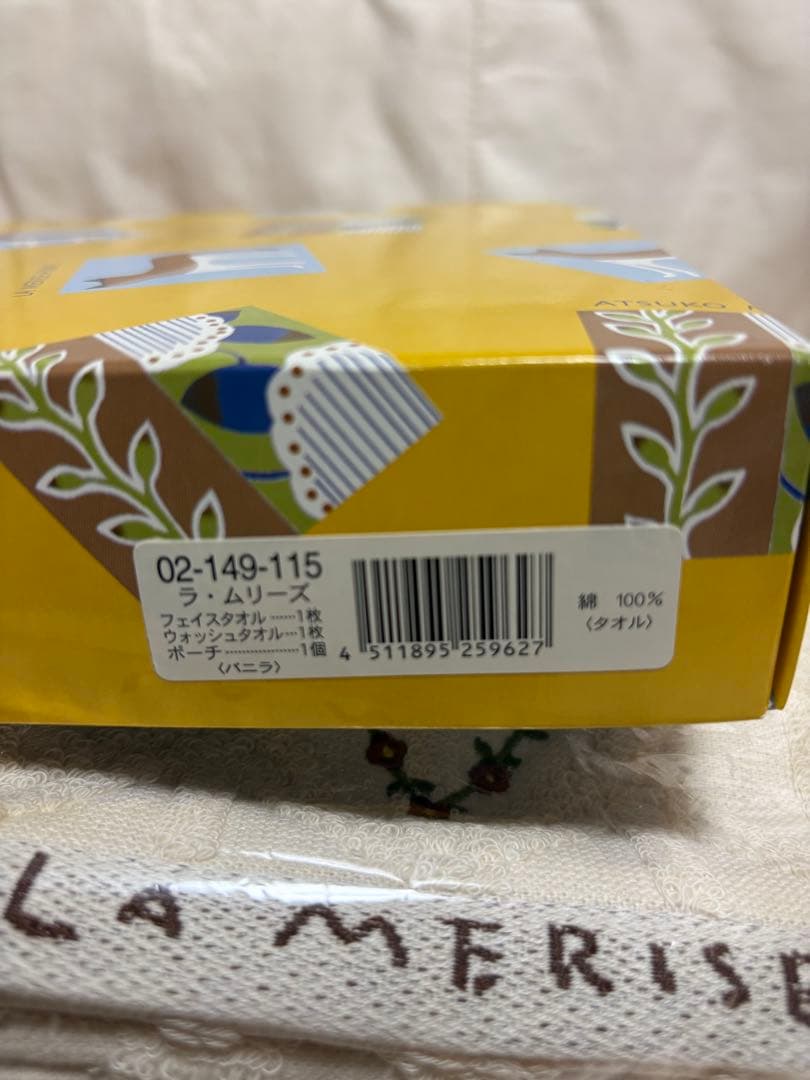 ATSUKO
02-149-115
ラ・ムリーズ
フェイスタオル……1枚
ウォッシュタオル…1枚
ポーチ………………1個
〈バニラ〉
4 511895 259627
綿 100%
〈タオル〉
LA MERISE